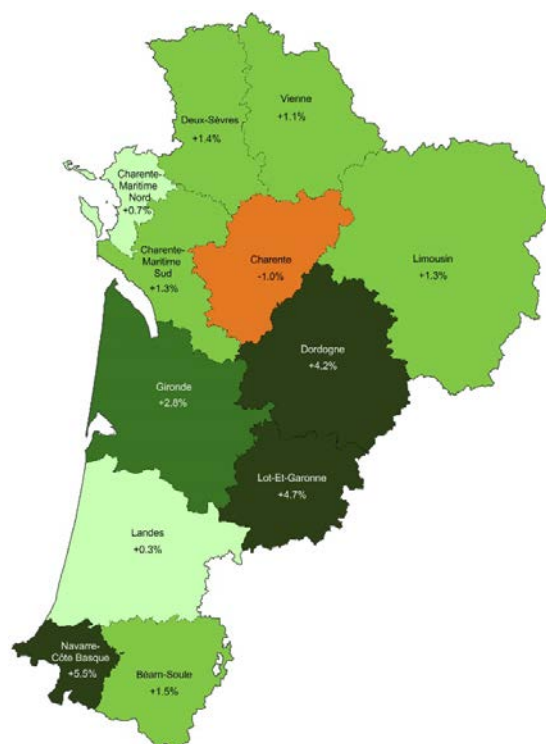 Vienne
+1.1%
Deux-Sèvres
+1.4%
Charente-
Maritime
Nord
+0.7%
Charente-
Maritime
Sud
+1.3%
Charente
-1.0%
Limousin
+1.3%
Dordogne
+4.2%
Gironde
+2.8%
Lot-Et-Garonne
+4.7%
Landes
+0.3%
Navarre-
Côte Basque
+5.5%
Béarn-Soule
+1.5%